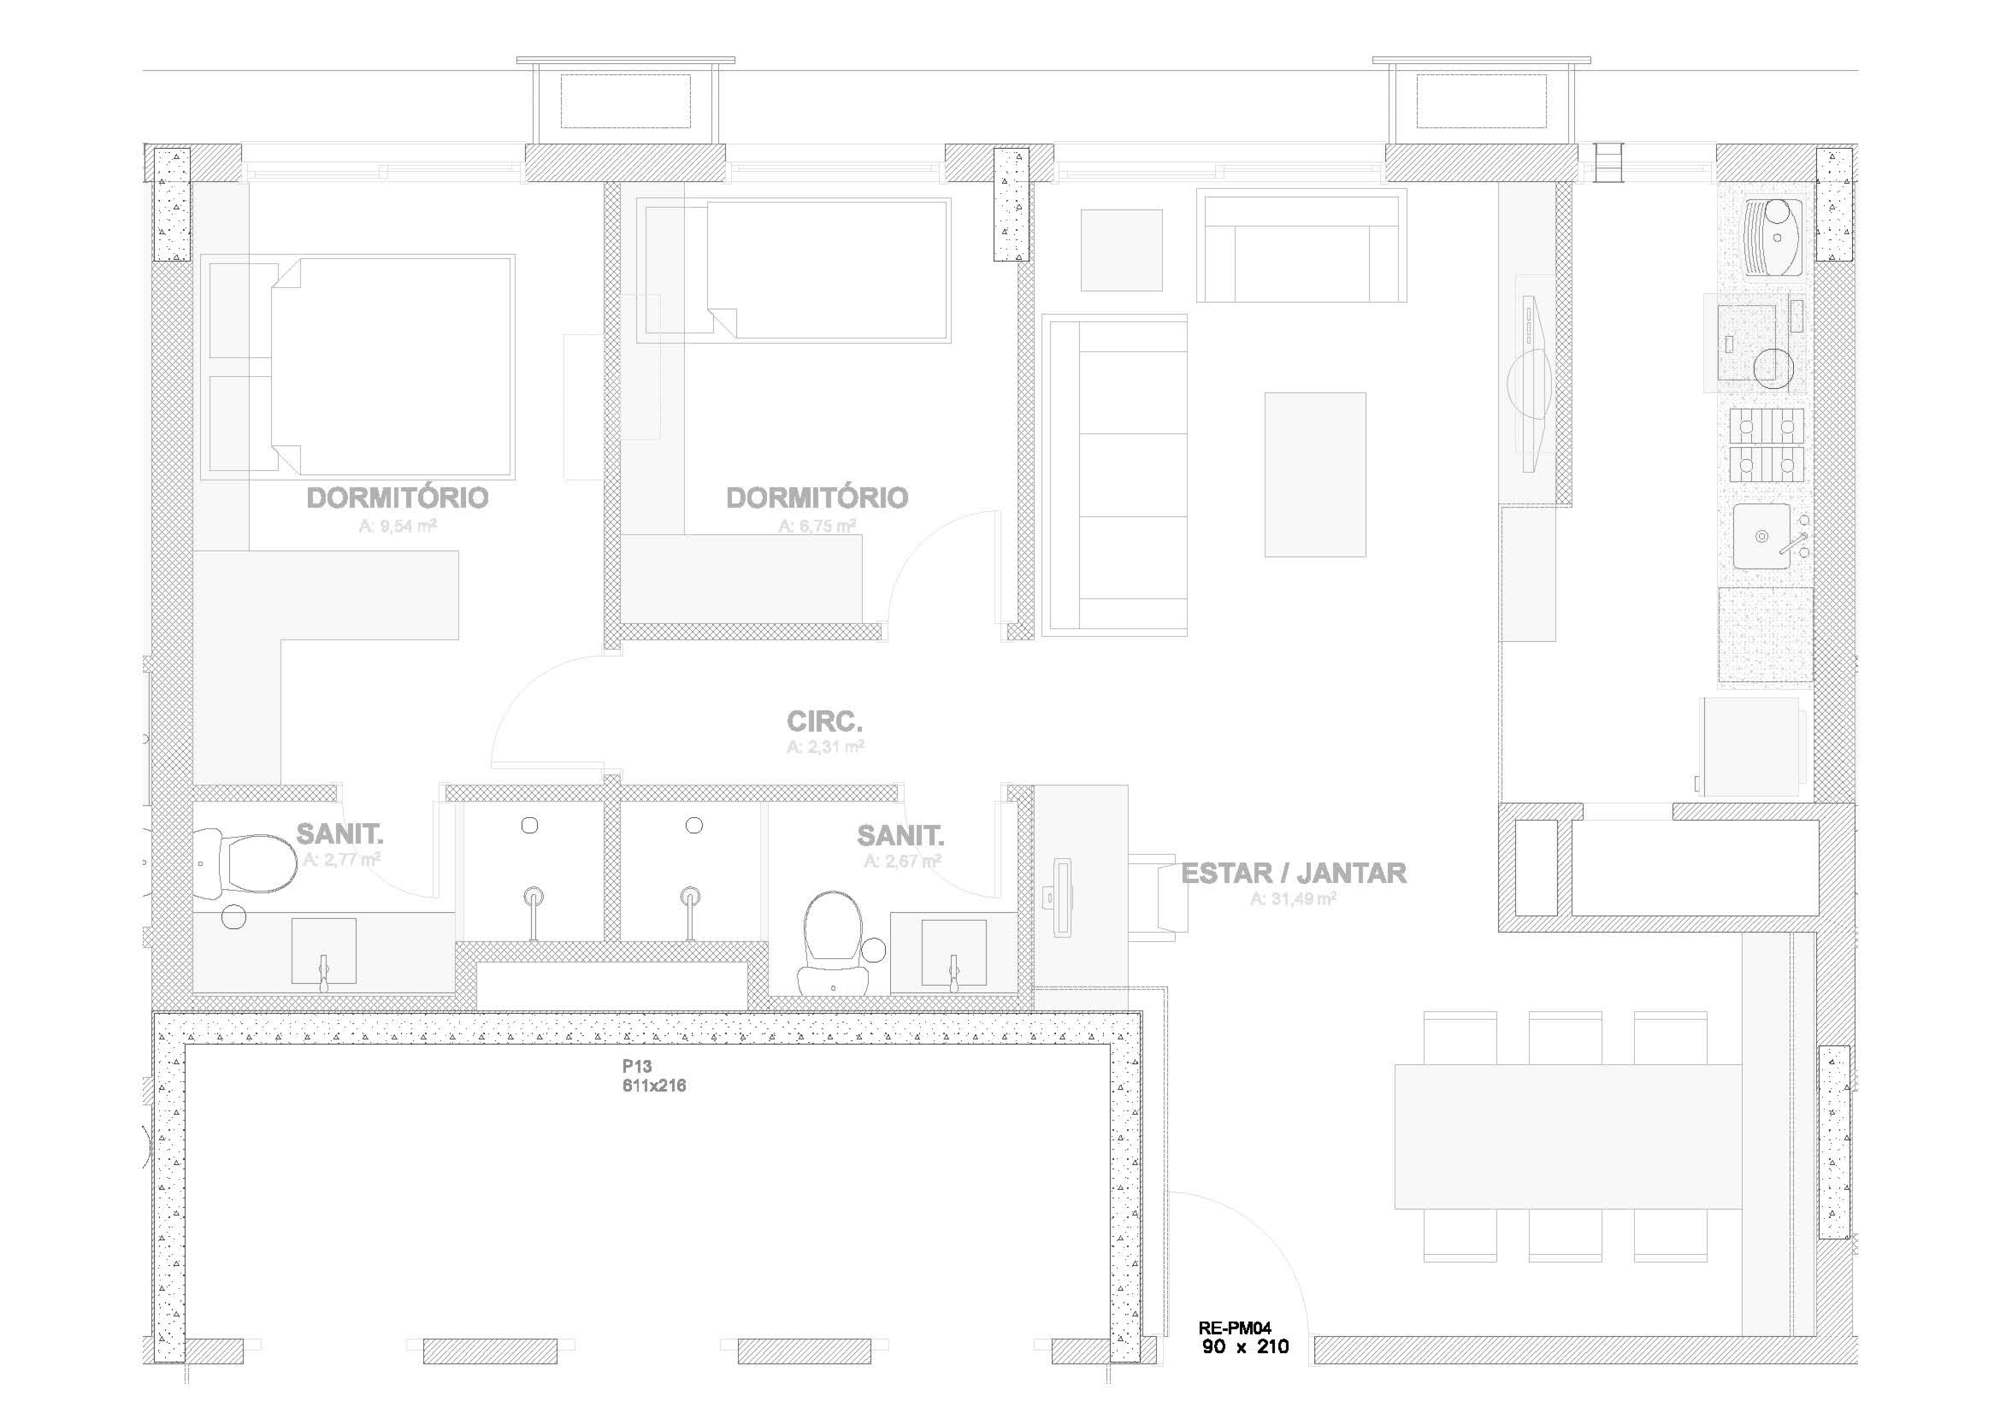 DORMITÓRIO
A: 9,54 m²
DORMITÓRIO
A: 6,75 m²
CIRC.
A: 2,31 m²
SANIT.
A: 2,77 m²
SANIT.
A: 2,67 m²
ESTAR / JANTAR
A: 31,49 m²
P13
611x216
RE-PM04
90 x 210